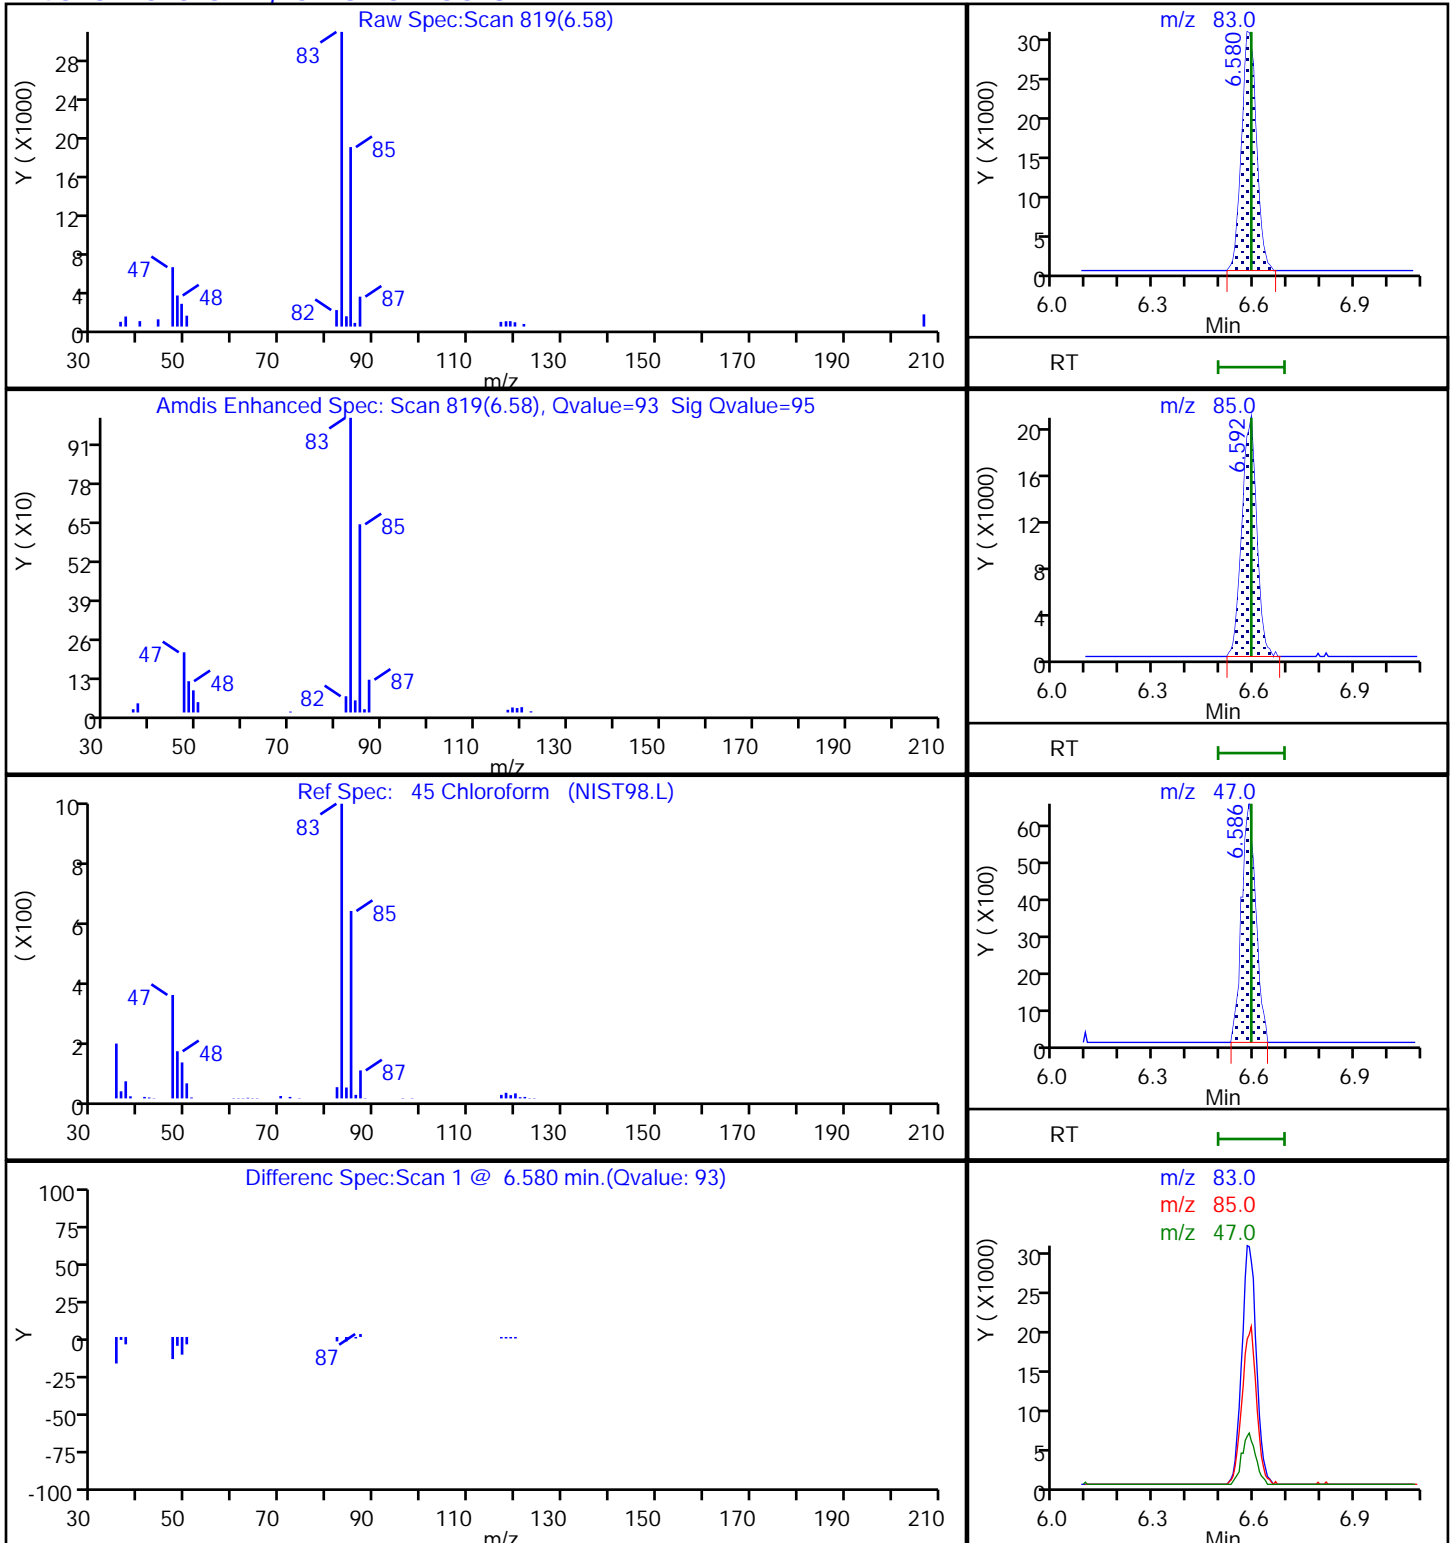 Raw Spec:Scan 819(6.58)
Y ( X1000)
28
24
20
16
12
8
4
0
83
85
47
48
82
87
30 50 70 90 110 130 150 170 190 210
m/z
m/z 83.0
Y ( X1000)
30
25
20
15
10
5
0
6.580
6.0 6.3 6.6 6.9
Min
RT
Amdis Enhanced Spec: Scan 819(6.58), Qvalue=93 Sig Qvalue=95
Y ( X10)
91
78
65
52
39
26
13
0
83
85
47
48
82
87
30 50 70 90 110 130 150 170 190 210
m/z
m/z 85.0
Y ( X1000)
20
16
12
8
4
0
6.592
6.0 6.3 6.6 6.9
Min
RT
Ref Spec: 45 Chloroform (NIST98.L)
( X100)
10
8
6
4
2
0
83
85
47
48
87
30 50 70 90 110 130 150 170 190 210
m/z 47.0
Y ( X100)
60
50
40
30
20
10
0
6.586
6.0 6.3 6.6 6.9
Min
RT
Differenc Spec:Scan 1 @ 6.580 min.(Qvalue: 93)
Y
100
75
50
25
0
-25
-50
-75
-100
87
30 50 70 90 110 130 150 170 190 210
m/z
m/z 83.0
m/z 85.0
m/z 47.0
Y ( X1000)
30
25
20
15
10
5
0
6.0 6.3 6.6 6.9
Min